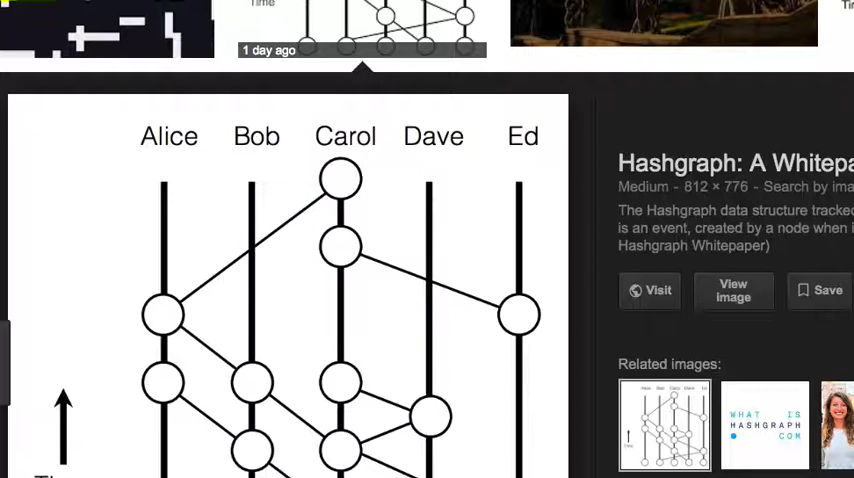 Time
1 day ago
Alice Bob Carol Dave Ed
Hashgraph: A
Medium - 812 × 776 - Search by
The Hashgraph data structure tracked
is an event, created by a node when
Hashgraph Whitepaper)
Visit
View
image
Save
Related images:
WHAT IS
HASHGRAPH
COM